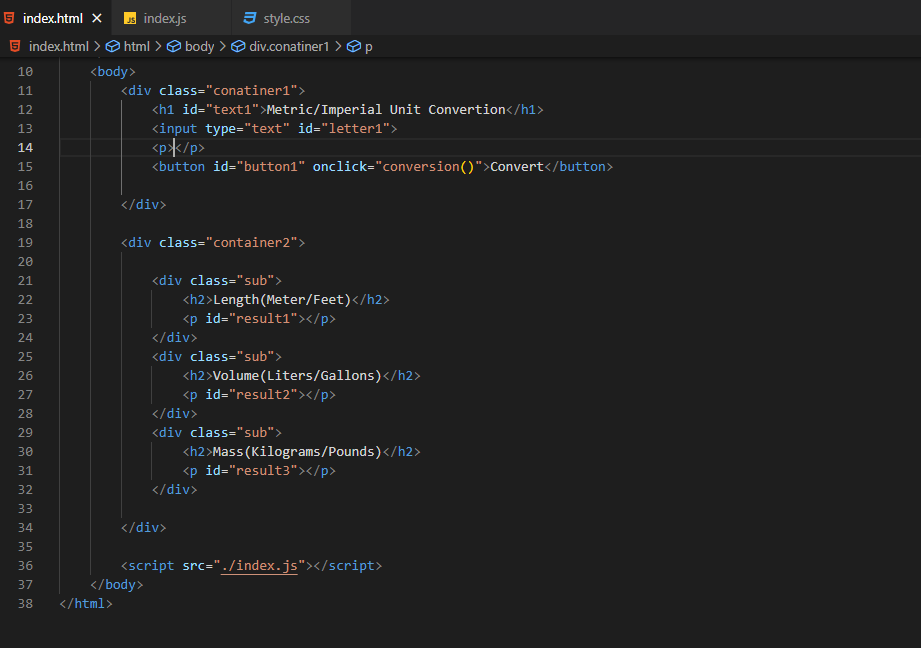 index.html × JS index.js style.css
index.html > html > body > div.conatiner1 > p
10 <body>
11 <div class="conatiner1">
12 <h1 id="text1">Metric/Imperial Unit Convertion</h1>
13 <input type="text" id="letter1">
14 <p></p>
15 <button id="button1" onclick="conversion()">Convert</button>
16
17 </div>
18
19 <div class="container2">
20
21 <div class="sub">
22 <h2>Length(Meter/Feet)</h2>
23 <p id="result1"></p>
24 </div>
25 <div class="sub">
26 <h2>Volume(Liters/Gallons)</h2>
27 <p id="result2"></p>
28 </div>
29 <div class="sub">
30 <h2>Mass(Kilograms/Pounds)</h2>
31 <p id="result3"></p>
32 </div>
33
34 </div>
35
36 <script src="./index.js"></script>
37 </body>
38 </html>